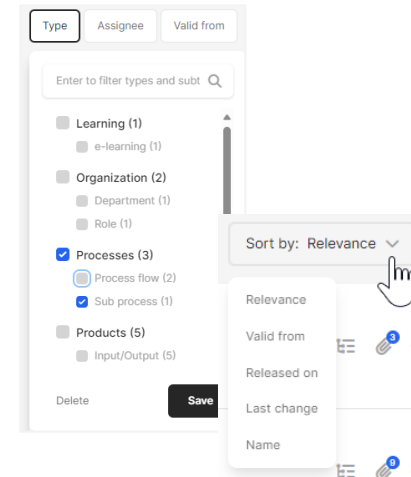 Type
Assignee
Valid from
Enter to filter types and subt
Learning (1)
e-learning (1)
Organization (2)
Department (1)
Role (1)
Processes (3)
Process flow (2)
Sub process (1)
Products (5)
Input/Output (5)
Delete
Save
Sort by: Relevance
Relevance
Valid from
Released on
Last change
Name
3
9